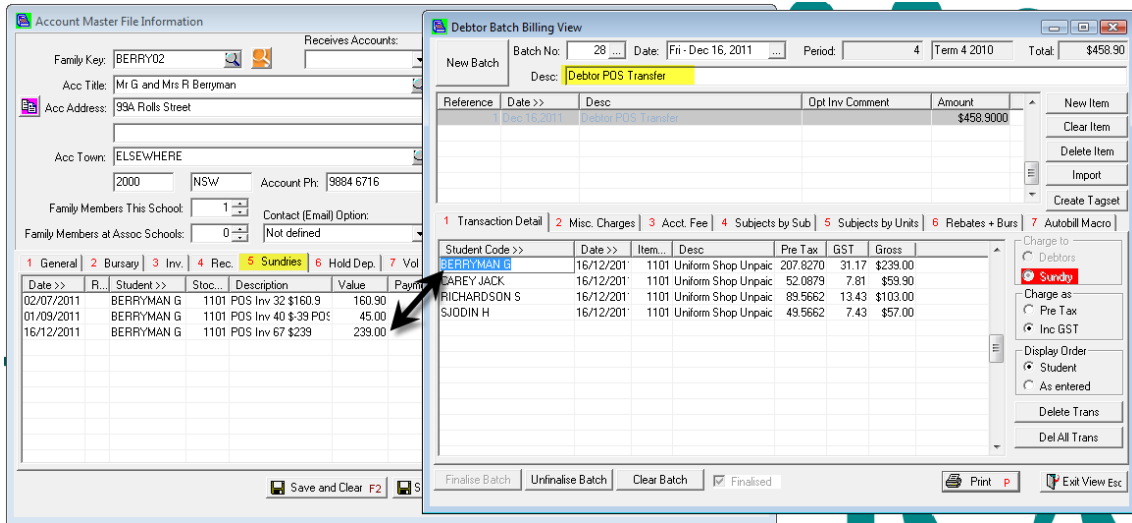 Account Master File Information
Receives Accounts:
Family Key: BERRY02
Acc Title: Mr G and Mrs R Berryman
Acc Address: 99A Rolls Street
Acc Town: ELSEWHERE
2000 NSW Account Ph: 9884 6716
Family Members This School: 1 Contact (Email) Option:
Family Members at Assoc Schools: 0 Not defined
1 General 2 Bursary 3 Inv. 4 Rec. 5 Sundries 6 Hold Dep. 7 Vol
Date >> R... Student >> Stoc... Description Value Paym
02/07/2011 BERRYMAN G 1101 POS Inv 32 $160.9 160.90
01/09/2011 BERRYMAN G 1101 POS Inv 40 $-39 POS 45.00
16/12/2011 BERRYMAN G 1101 POS Inv 67 $239 239.00
Save and Clear F2 S
Debtor Batch Billing View
New Batch Batch No: 28 ... Date: Fri - Dec 16, 2011 ... Period: 4 Term 4 2010 Total: $458.90
Desc: Debtor POS Transfer
Reference Date >> Desc Opt Inv Comment Amount
1 Dec 16,2011 Debtor POS Transfer $458.9000
New Item
Clear Item
Delete Item
Import
Create Tagset
1 Transaction Detail 2 Misc. Charges 3 Acct. Fee 4 Subjects by Sub 5 Subjects by Units 6 Rebates + Burs 7 Autobill Macro
Student Code >> Date >> Item... Desc Pre Tax GST Gross
BERRYMAN G 16/12/201 1101 Uniform Shop Unpaic 207.8270 31.17 $239.00
CAREY JACK 16/12/201 1101 Uniform Shop Unpaic 52.0879 7.81 $59.90
RICHARDSON S 16/12/201 1101 Uniform Shop Unpaic 89.5662 13.43 $103.00
SJODIN H 16/12/201 1101 Uniform Shop Unpaic 49.5662 7.43 $57.00
Charge to
Debtors
Sundry
Charge as
Pre Tax
Inc GST
Display Order
Student
As entered
Delete Trans
Del All Trans
Finalise Batch Unfinalise Batch Clear Batch Finalised Print P Exit View Esc